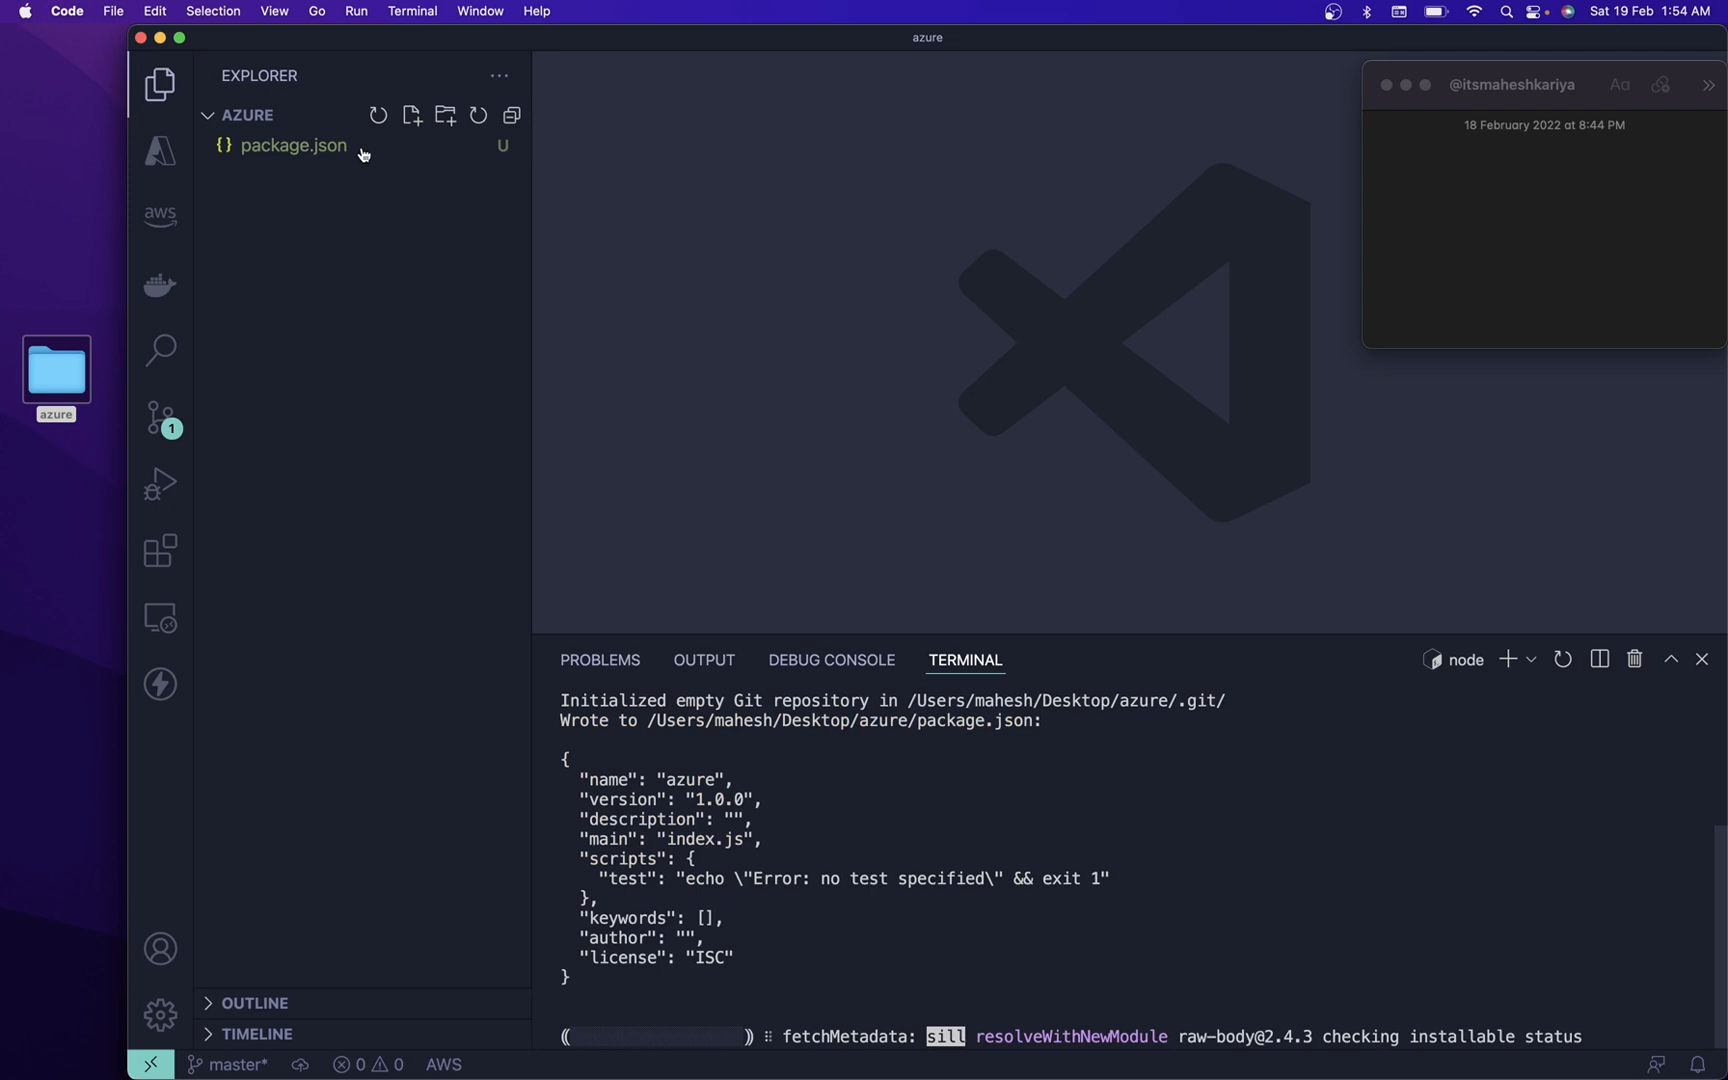 Code File Edit Selection View Go Run Terminal Window Help Sat 19 Feb 1:54 AM
azure
EXPLORER
AZURE
{} package.json U
aws
1
azure
@itsmaheshkariya Aa
18 February 2022 at 8:44 PM
PROBLEMS OUTPUT DEBUG CONSOLE TERMINAL node
Initialized empty Git repository in /Users/mahesh/Desktop/azure/.git/
Wrote to /Users/mahesh/Desktop/azure/package.json:
{
"name": "azure",
"version": "1.0.0",
"description": "",
"main": "index.js",
"scripts": {
"test": "echo \"Error: no test specified\" && exit 1"
},
"keywords": [],
"author": "",
"license": "ISC"
}
(( )) ⠸ fetchMetadata: sill resolveWithNewModule raw-body@2.4.3 checking installable status
OUTLINE
TIMELINE
master* 0 0 AWS